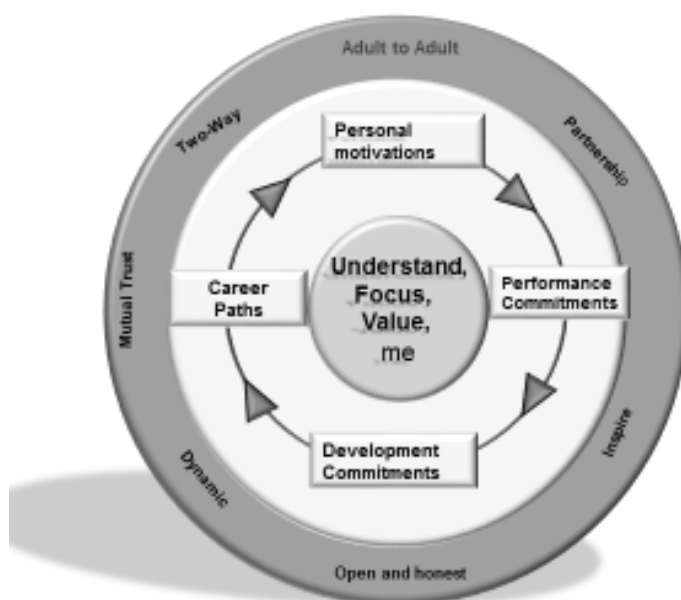 Adult to Adult
Two-Way
Partnership
Personal
motivations
Understand,
Focus,
Value,
me
Career
Paths
Performance
Commitments
Mutual Trust
Development
Commitments
Inspire
Dynamic
Open and honest